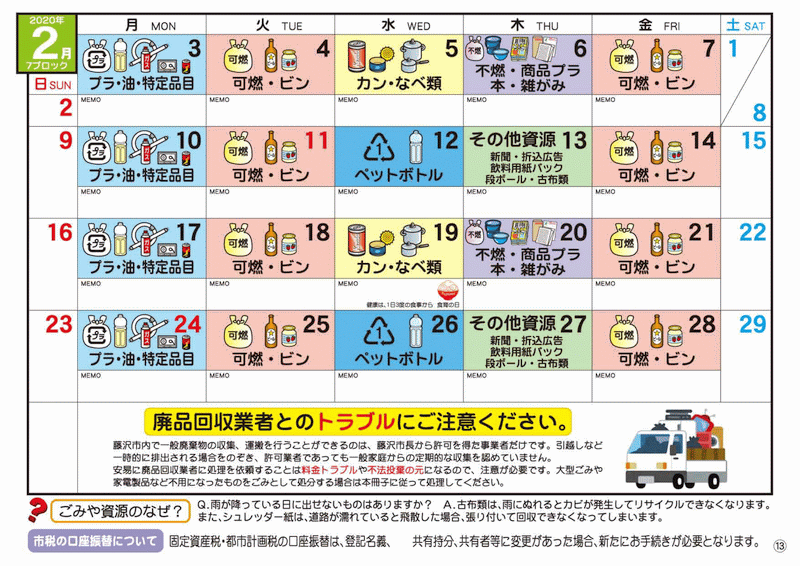 2020年
2月
7ブロック
月 MON
火 TUE
水 WED
木 THU
金 FRI
土 SAT
日 SUN
3
プラ・油・特定品目
MEMO
4
可燃
可燃・ビン
MEMO
5
カン・なべ類
MEMO
6
不燃
不燃・商品プラ
本・雑がみ
MEMO
7
可燃
可燃・ビン
MEMO
1
2
8
9
10
プラ・油・特定品目
MEMO
11
可燃
可燃・ビン
MEMO
12
1
ペットボトル
MEMO
その他資源 13
新聞・折込広告
飲料用紙パック
段ボール・古布類
MEMO
14
可燃
可燃・ビン
MEMO
15
16
17
プラ・油・特定品目
MEMO
18
可燃
可燃・ビン
MEMO
19
カン・なべ類
MEMO
健康は、1日3度の食事から 食育の日
20
不燃
不燃・商品プラ
本・雑がみ
MEMO
21
可燃
可燃・ビン
MEMO
22
23
24
プラ・油・特定品目
MEMO
25
可燃
可燃・ビン
MEMO
26
1
ペットボトル
MEMO
その他資源 27
新聞・折込広告
飲料用紙パック
段ボール・古布類
MEMO
28
可燃
可燃・ビン
MEMO
29
廃品回収業者とのトラブルにご注意ください。
藤沢市内で一般廃棄物の収集、運搬を行うことができるのは、藤沢市長から許可を得た事業者だけです。引越しなど
一時的に排出される場合をのぞき、許可業者であっても一般家庭からの定期的な収集を認めていません。
安易に廃品回収業者に処理を依頼することは料金トラブルや不法投棄の元になるので、注意が必要です。大型ごみや
家電製品など不用になったものをごみとして処分する場合は本冊子に従って処理してください。
? ごみや資源のなぜ?
Q.雨が降っている日に出せないものはありますか? A.古布類は、雨にぬれるとカビが発生してリサイクルできなくなります。
また、シュレッダー紙は、道路が濡れていると飛散した場合、張り付いて回収できなくなってしまいます。
市税の口座振替について
固定資産税・都市計画税の口座振替は、登記名義、 共有持分、共有者等に変更があった場合、新たにお手続きが必要となります。
13